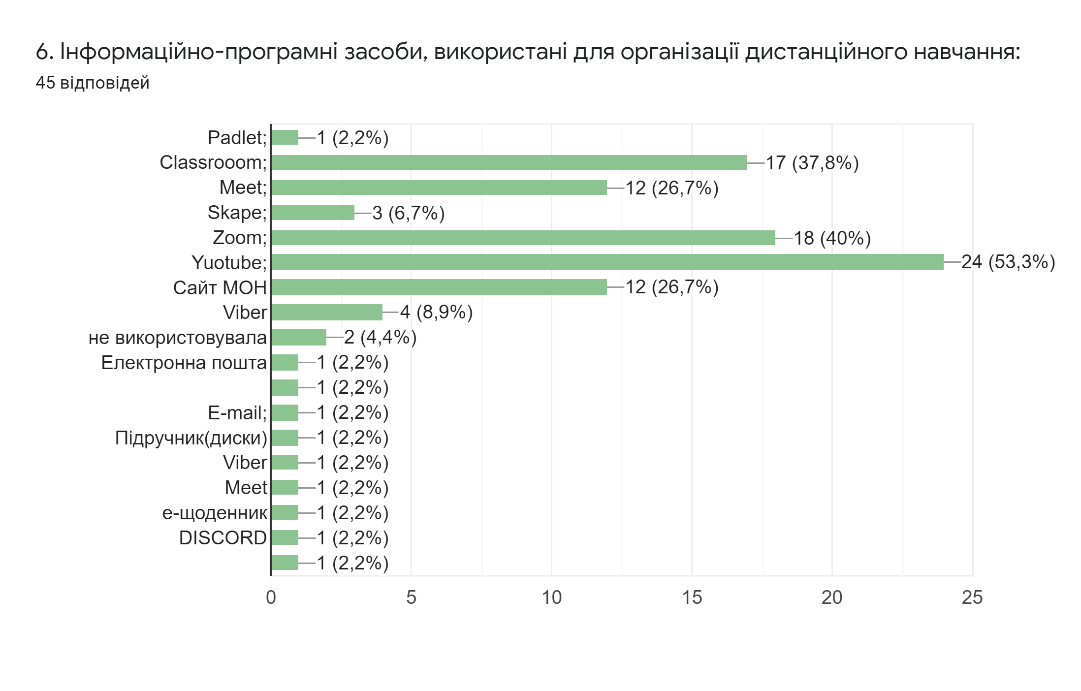 6. Інформаційно-програмні засоби, використані для організації дистанційного навчання:
45 відповідей
Padlet; 1 (2,2%)
Classrooom; 17 (37,8%)
Meet; 12 (26,7%)
Skape; 3 (6,7%)
Zoom; 18 (40%)
Yuotube; 24 (53,3%)
Сайт МОН 12 (26,7%)
Viber 4 (8,9%)
не використовувала 2 (4,4%)
Електронна пошта 1 (2,2%)
1 (2,2%)
E-mail; 1 (2,2%)
Підручник(диски) 1 (2,2%)
Viber 1 (2,2%)
Meet 1 (2,2%)
е-щоденник 1 (2,2%)
DISCORD 1 (2,2%)
1 (2,2%)
0 5 10 15 20 25